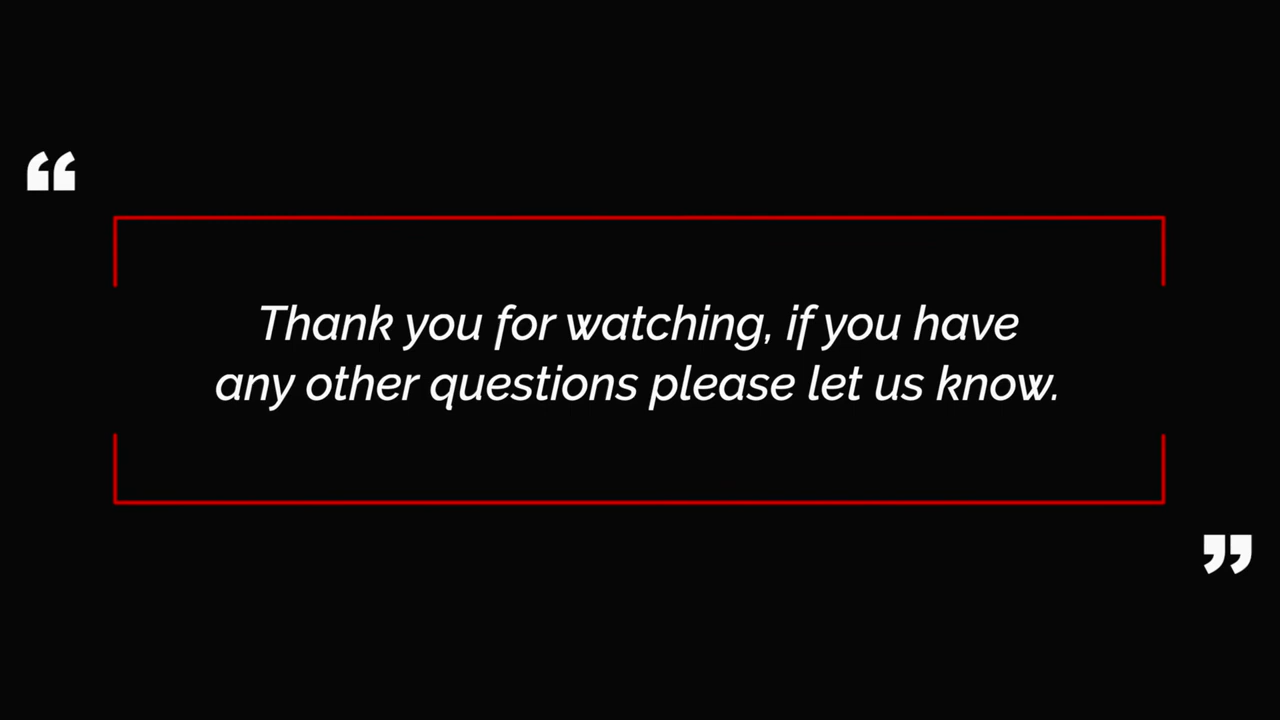 “
Thank you for watching, if you have
any other questions please let us know.
”